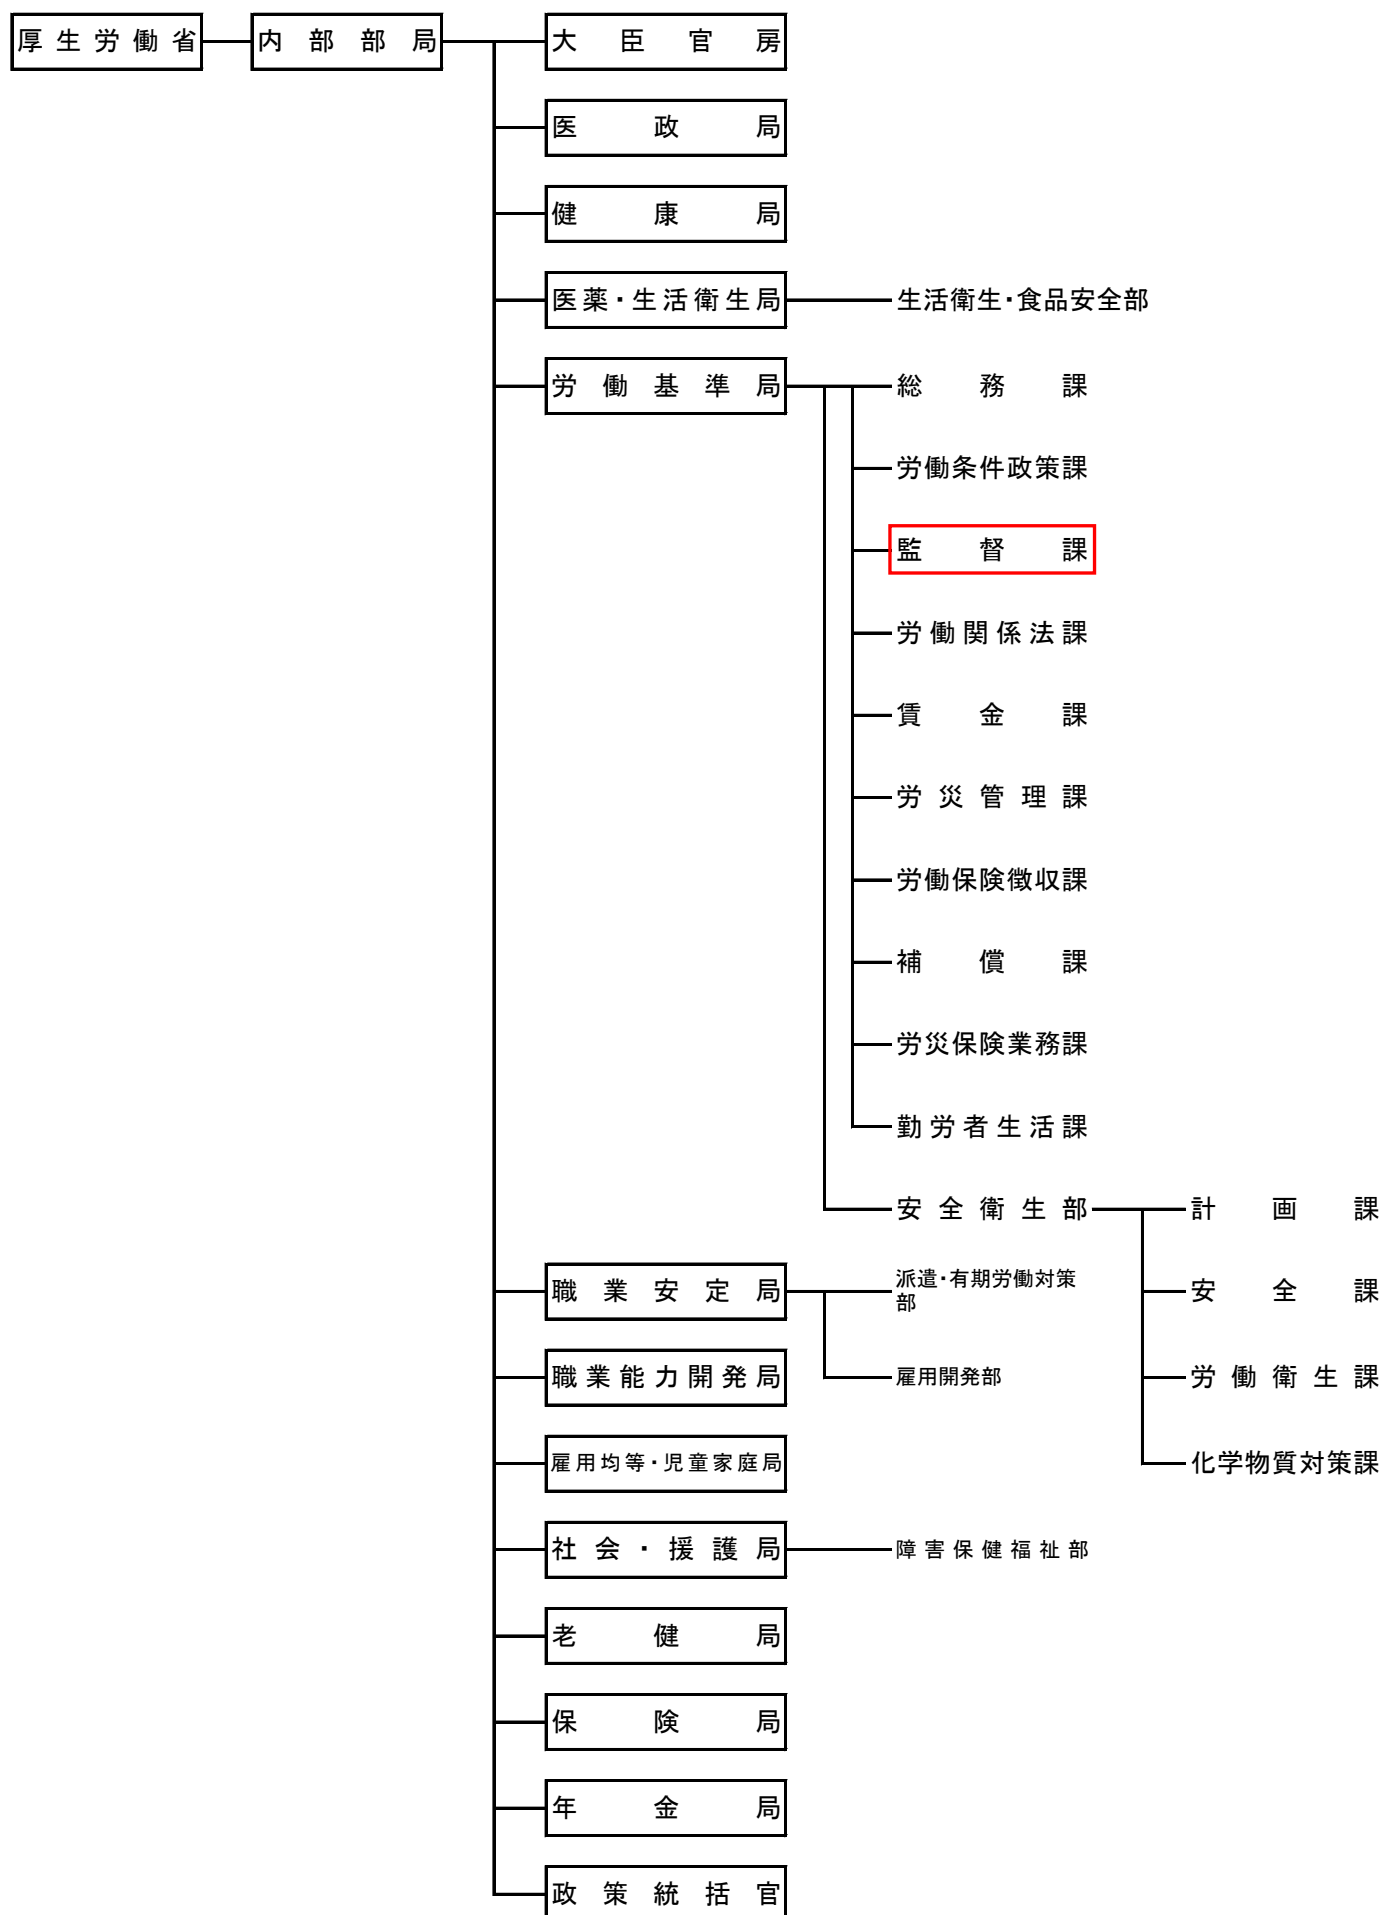 厚生労働省
内部部局
大臣官房
医政局
健康局
医薬・生活衛生局
生活衛生・食品安全部
労働基準局
総務課
労働条件政策課
監督課
労働関係法課
賃金課
労災管理課
労働保険徴収課
補償課
労災保険業務課
勤労者生活課
安全衛生部
計画課
安全課
労働衛生課
化学物質対策課
職業安定局
派遣・有期労働対策
部
雇用開発部
職業能力開発局
雇用均等・児童家庭局
社会・援護局
障害保健福祉部
老健局
保険局
年金局
政策統括官